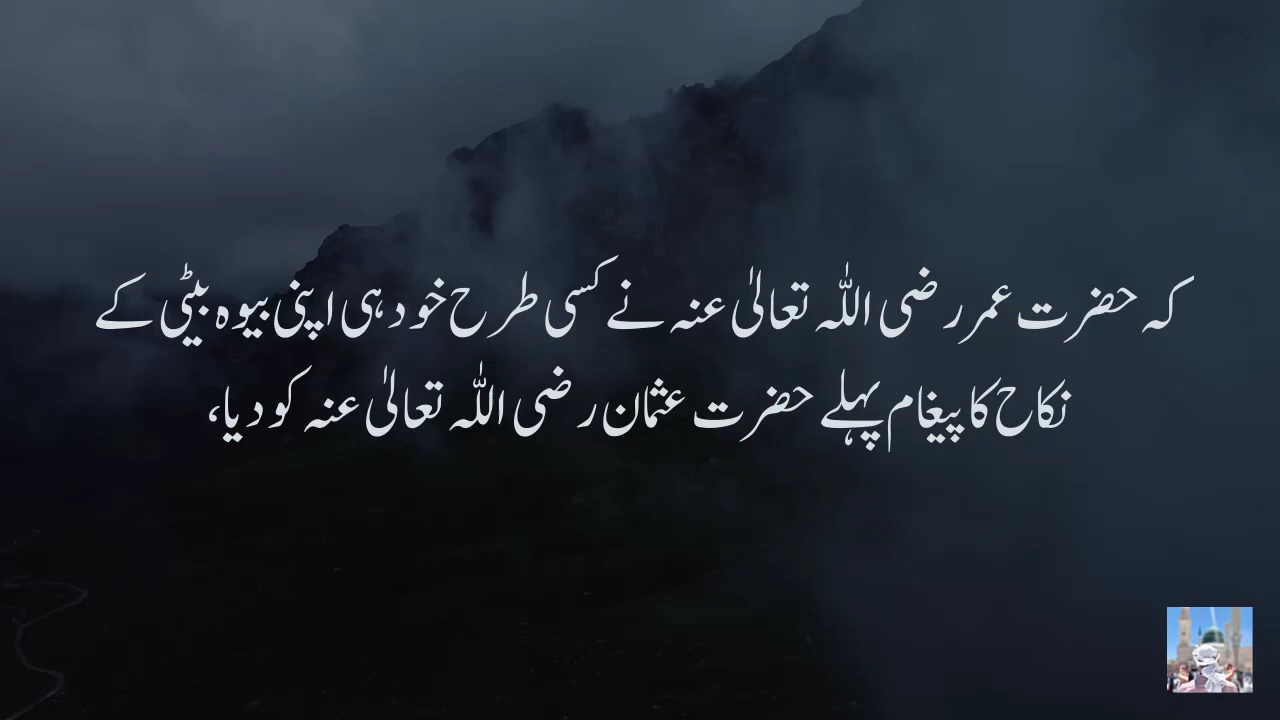 کہ حضرت عمر رضی اللہ تعالیٰ عنہ نے کسی طرح خود ہی اپنی بیوہ بیٹی کے
نکاح کا پیغام پہلے حضرت عثمان رضی اللہ تعالیٰ عنہ کو دیا،